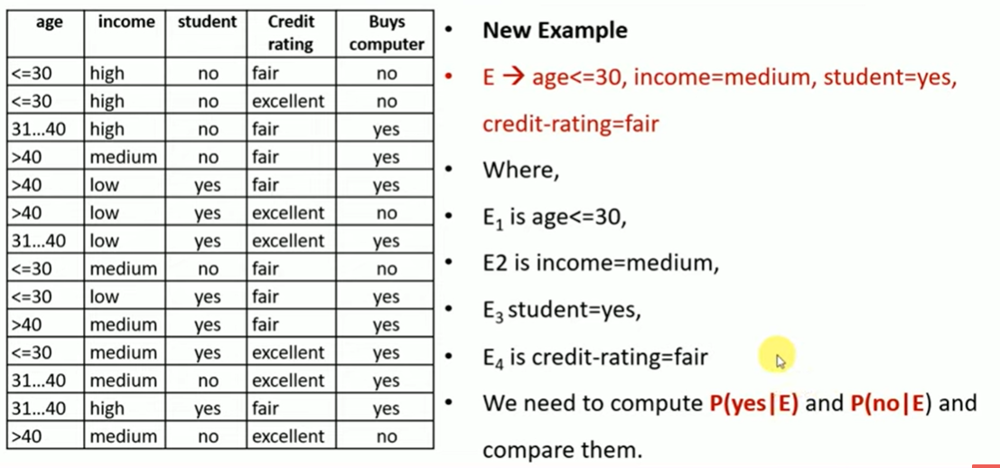 age income student Credit rating Buys computer
<=30 high no fair no
<=30 high no excellent no
31...40 high no fair yes
>40 medium no fair yes
>40 low yes fair yes
>40 low yes excellent no
31...40 low yes excellent yes
<=30 medium no fair no
<=30 low yes fair yes
>40 medium yes fair yes
<=30 medium yes excellent yes
31...40 medium no excellent yes
31...40 high yes fair yes
>40 medium no excellent no
• New Example
• E → age<=30, income=medium, student=yes,
credit-rating=fair
• Where,
• E₁ is age<=30,
• E2 is income=medium,
• E₃ student=yes,
• E₄ is credit-rating=fair
• We need to compute P(yes|E) and P(no|E) and
compare them.